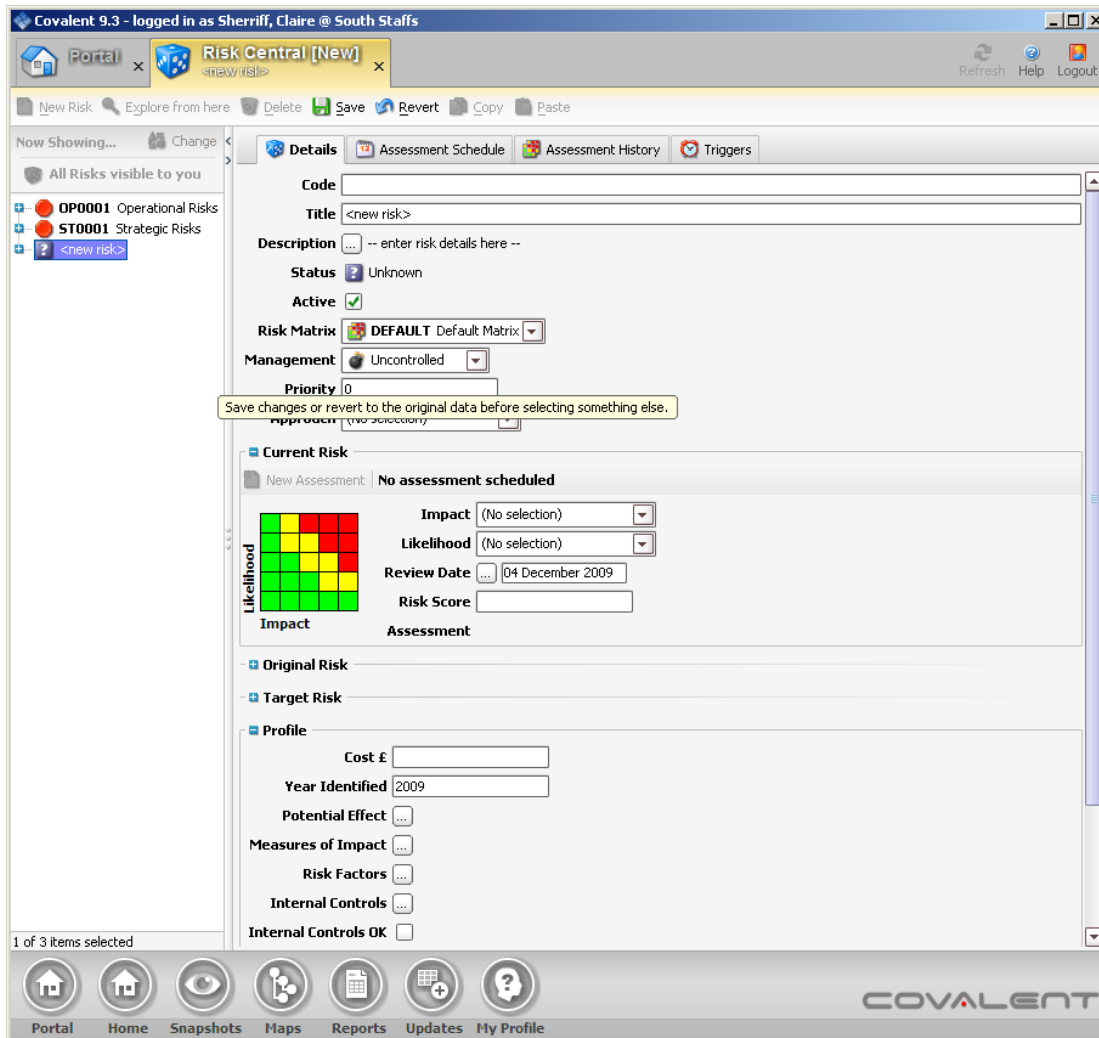 Covalent 9.3 - logged in as Sherriff, Claire @ South Staffs
Portal
Risk Central [New]
<new risk>
Refresh Help Logout
New Risk Explore from here Delete Save Revert Copy Paste
Now Showing... Change
All Risks visible to you
OP0001 Operational Risks
ST0001 Strategic Risks
<new risk>
1 of 3 items selected
Details Assessment Schedule Assessment History Triggers
Code
Title <new risk>
Description ... -- enter risk details here --
Status ? Unknown
Active
Risk Matrix DEFAULT Default Matrix
Management Uncontrolled
Priority 0
Save changes or revert to the original data before selecting something else.
Approach (No selection)
Current Risk
New Assessment No assessment scheduled
Likelihood
Impact
Impact (No selection)
Likelihood (No selection)
Review Date ... 04 December 2009
Risk Score
Assessment
Original Risk
Target Risk
Profile
Cost £
Year Identified 2009
Potential Effect ...
Measures of Impact ...
Risk Factors ...
Internal Controls ...
Internal Controls OK
Portal Home Snapshots Maps Reports Updates My Profile
COVALENT